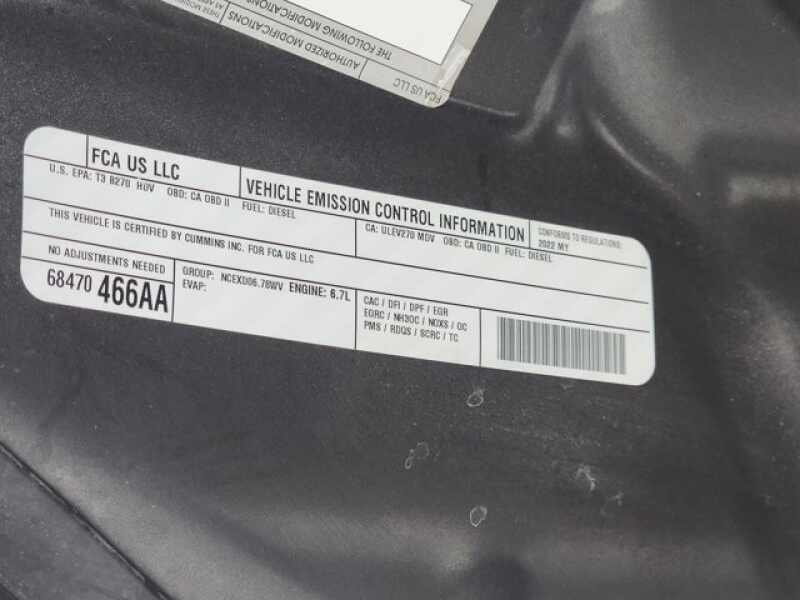 THE FOLLOWING MODIFICATIONS
AUTHORIZED MODIFICATIONS
FCA US LLC
FCA US LLC
VEHICLE EMISSION CONTROL INFORMATION
CONFORMS TO REGULATIONS:
2022 MY
U.S. EPA: T3 B270 HDV OBD: CA OBD II FUEL: DIESEL
CA: ULEV270 MDV OBD: CA OBD II FUEL: DIESEL
THIS VEHICLE IS CERTIFIED BY CUMMINS INC. FOR FCA US LLC
NO ADJUSTMENTS NEEDED
68470 466AA
GROUP: NCEXD06.78WV ENGINE: 6.7L
EVAP:
CAC / DFI / DPF / EGR
EGRC / NH3OC / NOXS / OC
PMS / RDQS / SCRC / TC